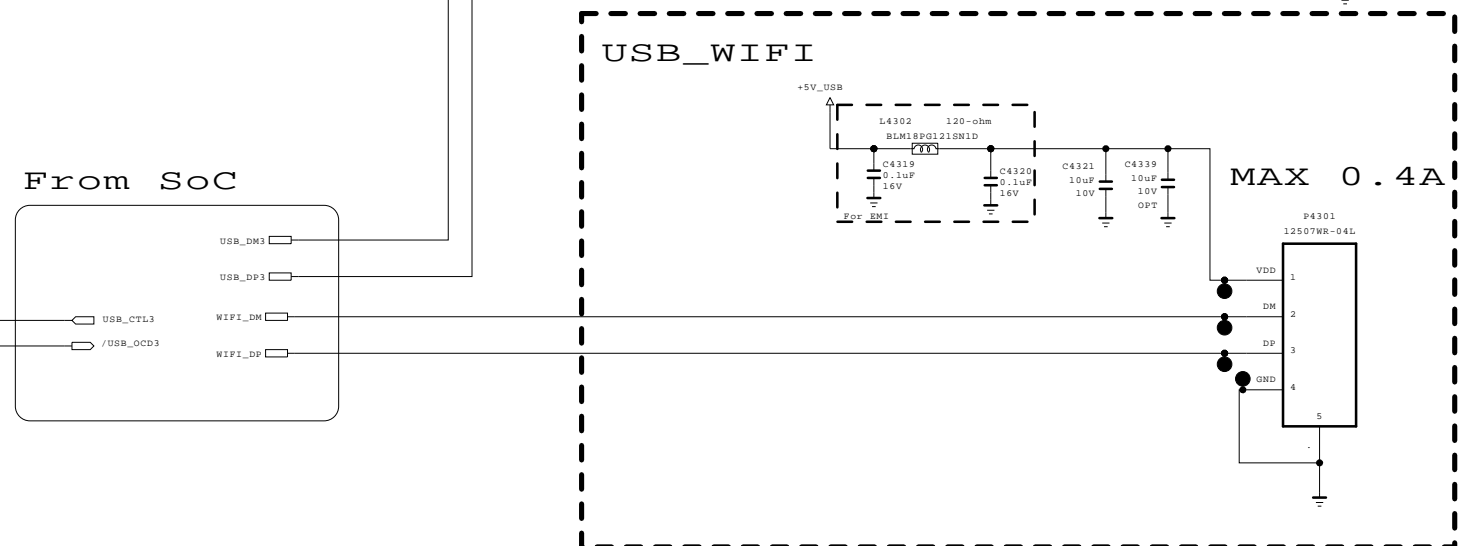 USB_WIFI
+5V_USB
L4302 120-ohm
BLM18PG121SN1D
C4319
0.1uF
16V
C4320
0.1uF
16V
For EMI
C4321
10uF
10V
C4339
10uF
10V
OPT
MAX 0.4A
P4301
12507WR-04L
VDD
1
DM
2
DP
3
GND
4
5
From SoC
USB_DM3
USB_DP3
USB_CTL3
/USB_OCD3
WIFI_DM
WIFI_DP